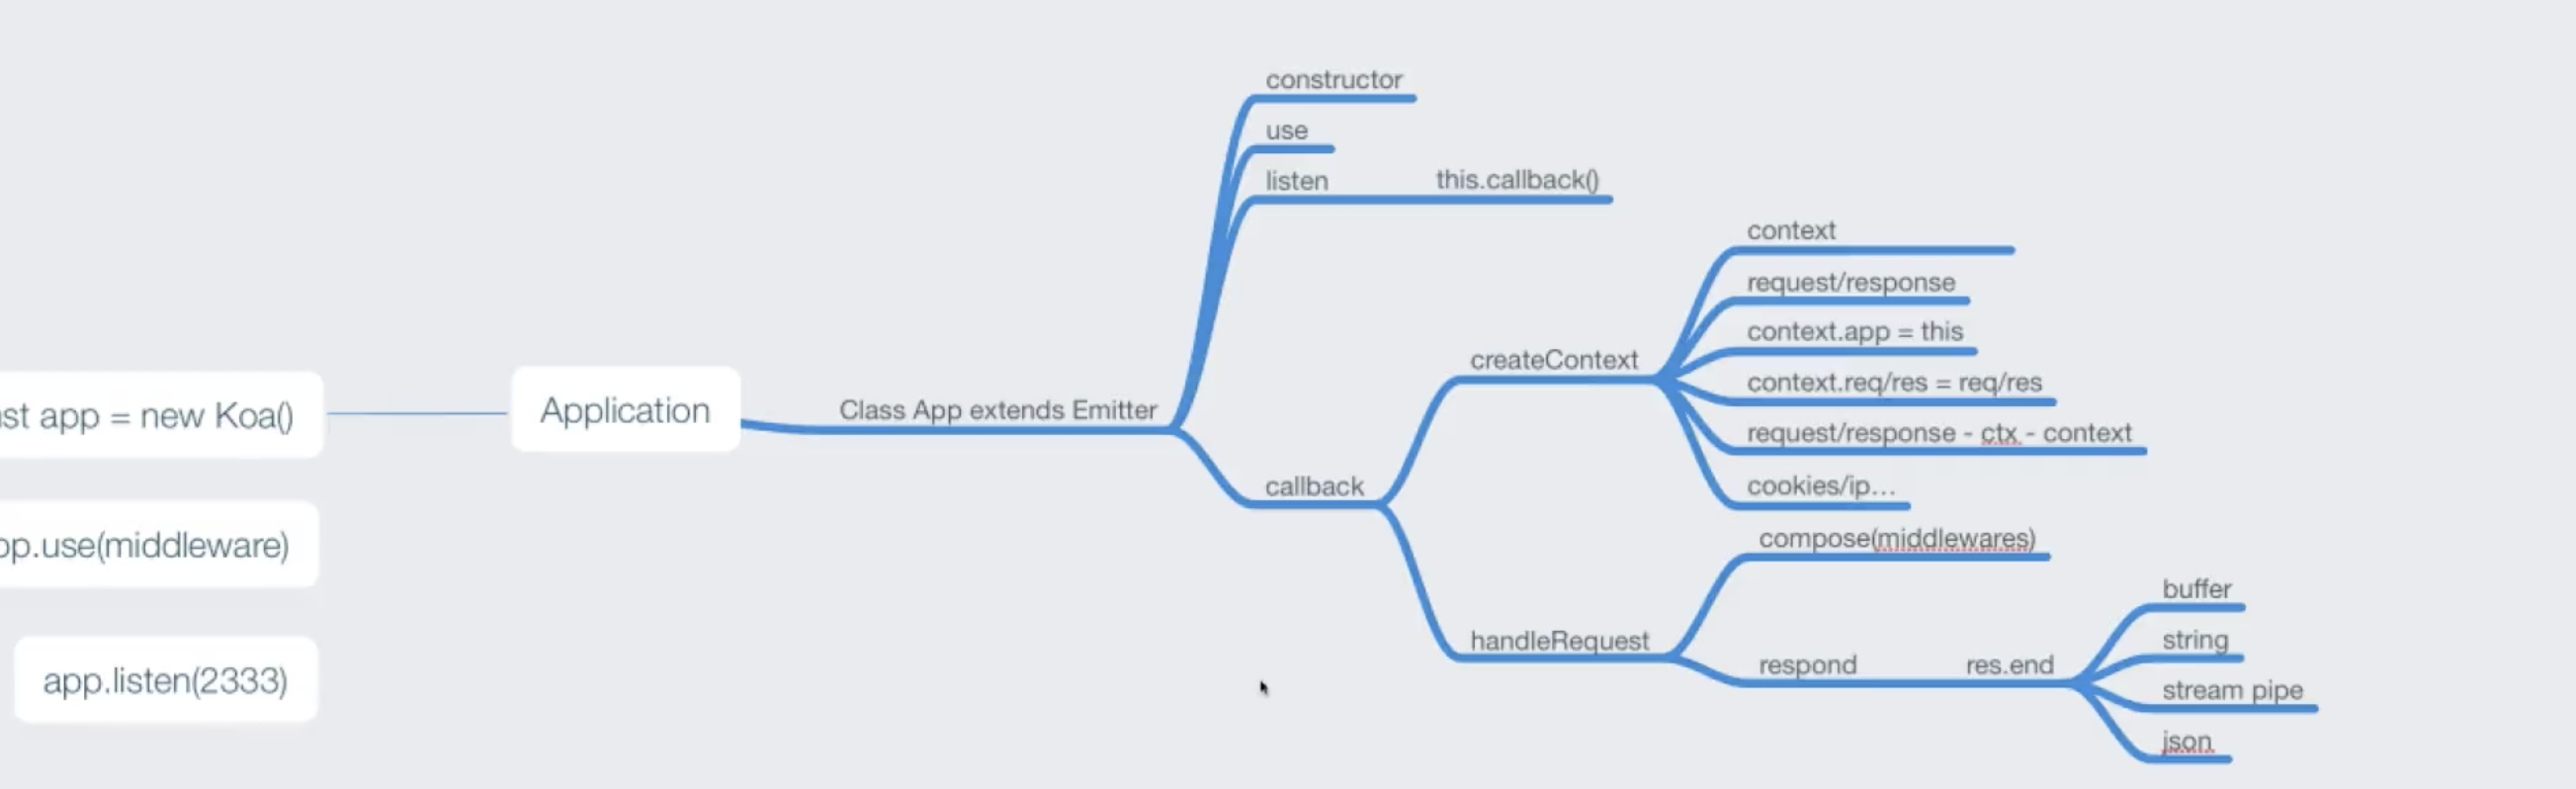 constructor
use
listen
this.callback()
context
request/response
context.app = this
createContext
context.req/res = req/res
st app = new Koa()
Application
Class App extends Emitter
request/response - ctx - context
callback
cookies/ip...
pp.use(middleware)
compose(middlewares)
buffer
handleRequest
string
respond
res.end
app.listen(2333)
stream pipe
json